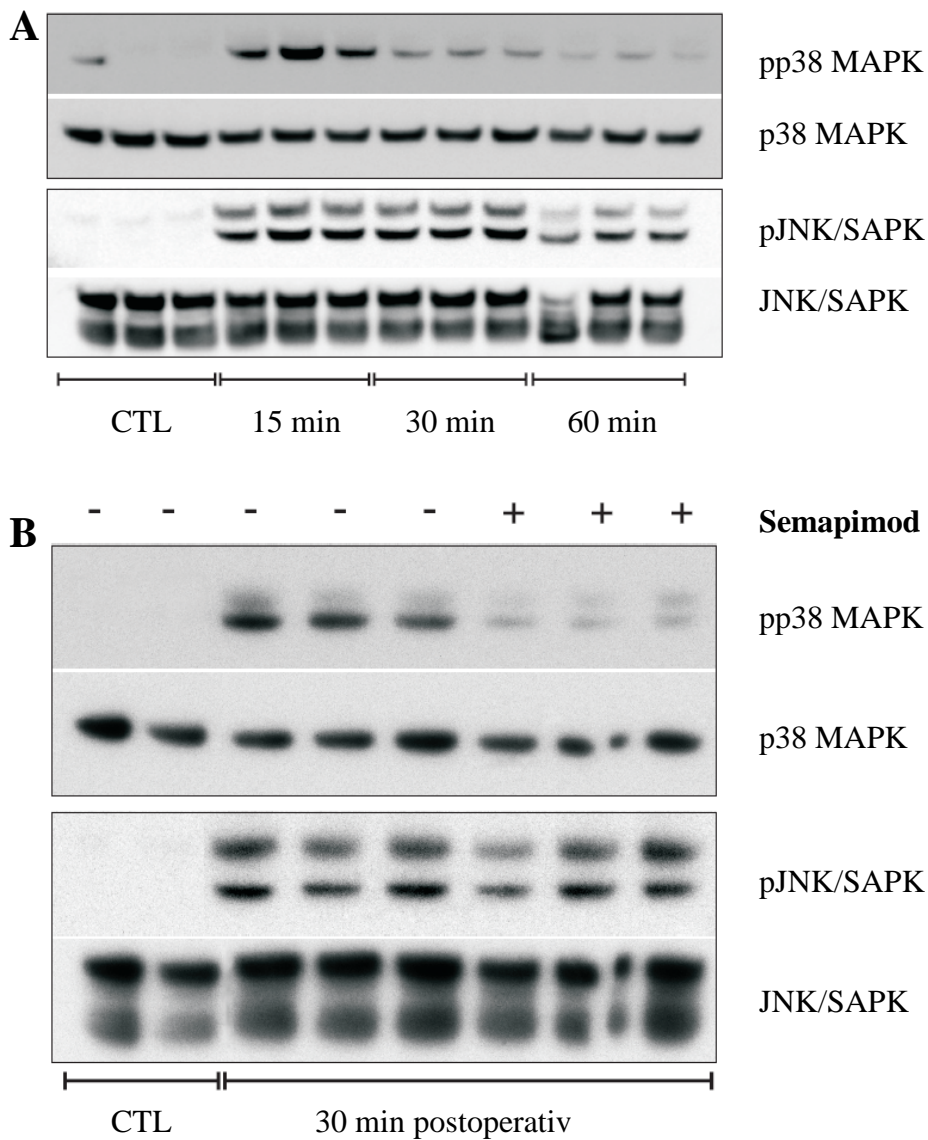 A
pp38 MAPK
p38 MAPK
pJNK/SAPK
JNK/SAPK
CTL 15 min 30 min 60 min
B
- - - - - + + + Semapimod
pp38 MAPK
p38 MAPK
pJNK/SAPK
JNK/SAPK
CTL 30 min postoperativ